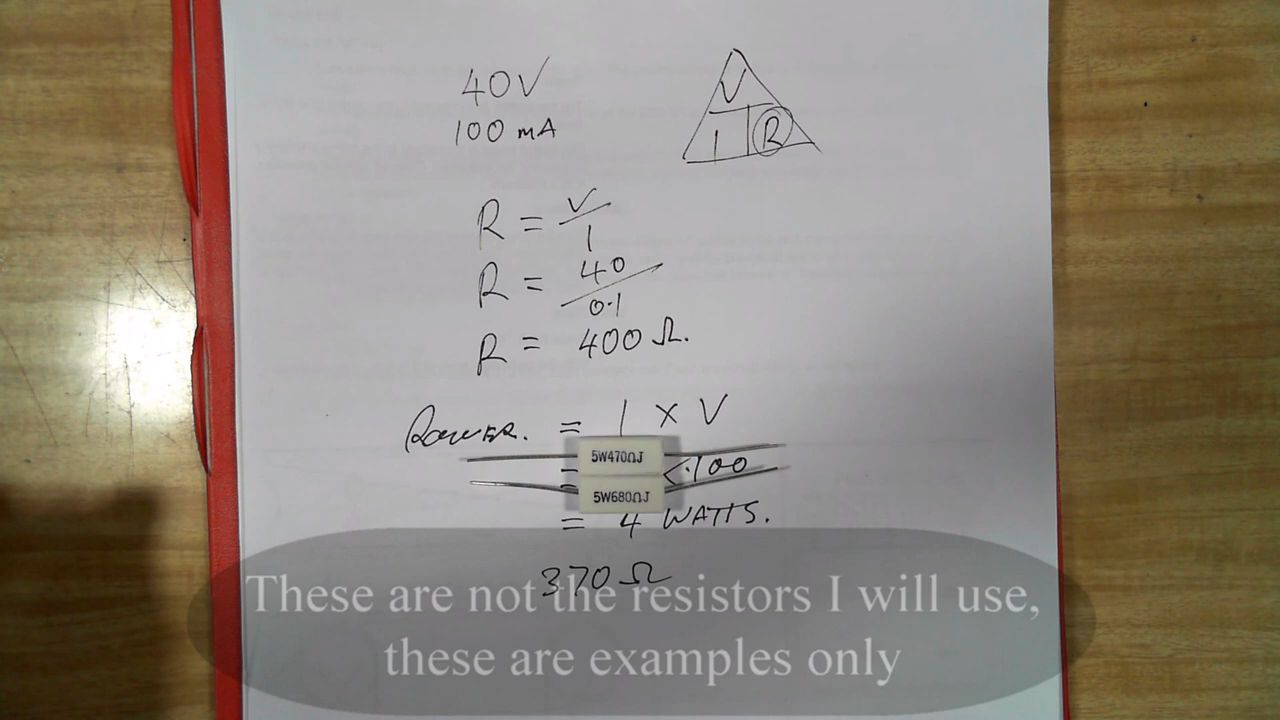 40V
100 mA
V
I R
R = V/I
R = 40/0.1
R = 400 Ω.
POWER. = I X V
5W470ΩJ
= .100
5W680ΩJ
= 4 WATTS.
370 Ω
These are not the resistors I will use,
these are examples only